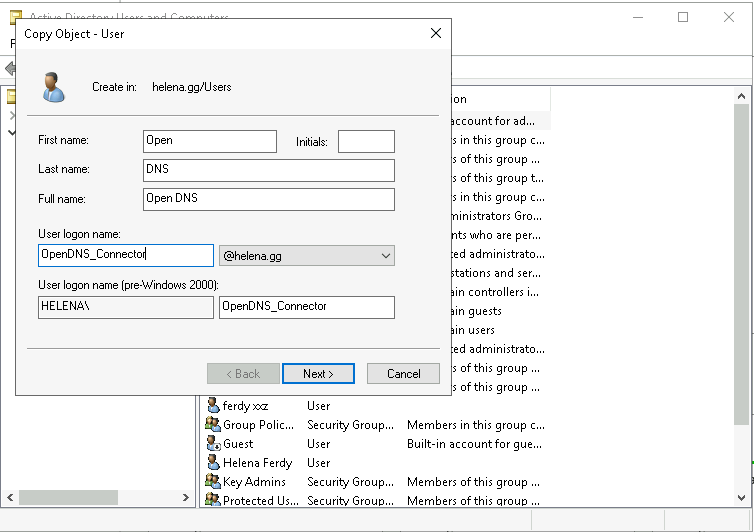 Active Directory Users and Computers
Copy Object - User
Create in: helena.gg/Users
First name: Open Initials:
Last name: DNS
Full name: Open DNS
User logon name:
OpenDNS_Connector @helena.gg
User logon name (pre-Windows 2000):
HELENA\ OpenDNS_Connector
< Back Next > Cancel
ion
account for ad...
s in this group c...
s of this group ...
s of this group t...
s in this group c...
ministrators Gro...
nts who are per...
ted administrato...
stations and ser...
ain controllers i...
ain guests
ain users
ted administrato...
s of this group ...
s of this group ...
ferdy xxz User
Group Polic... Security Group... Members in this group c...
Guest User Built-in account for gue...
Helena Ferdy User
Key Admins Security Group... Members of this group ...
Protected Us... Security Group... Members of this group ...